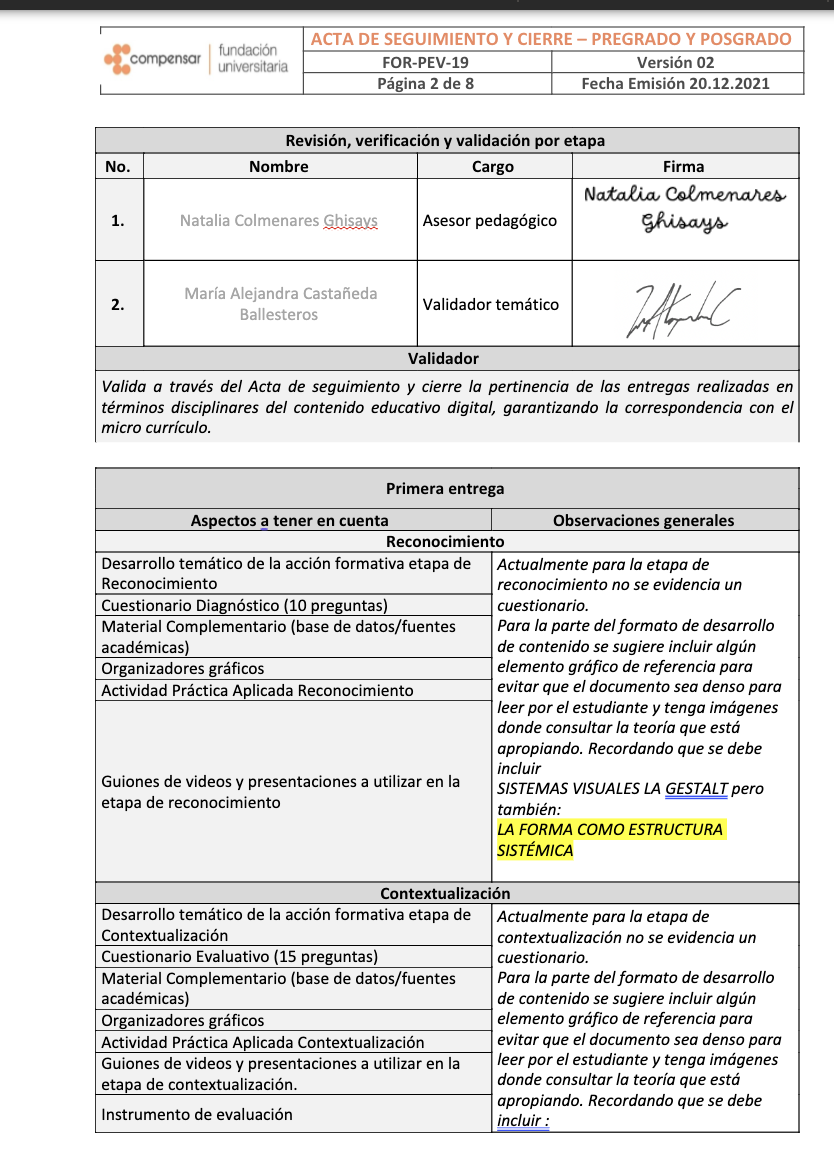 compensar
fundación
universitaria
ACTA DE SEGUIMIENTO Y CIERRE – PREGRADO Y POSGRADO
FOR-PEV-19
Versión 02
Página 2 de 8
Fecha Emisión 20.12.2021
Revisión, verificación y validación por etapa
No.
Nombre
Cargo
Firma
1.
Natalia Colmenares Ghisays
Asesor pedagógico
Natalia Colmenares
Ghisays
2.
María Alejandra Castañeda
Ballesteros
Validador temático
Validador
Valida a través del Acta de seguimiento y cierre la pertinencia de las entregas realizadas en
términos disciplinares del contenido educativo digital, garantizando la correspondencia con el
micro currículo.
Primera entrega
Aspectos a tener en cuenta
Observaciones generales
Reconocimiento
Desarrollo temático de la acción formativa etapa de
Reconocimiento
Cuestionario Diagnóstico (10 preguntas)
Material Complementario (base de datos/fuentes
académicas)
Organizadores gráficos
Actividad Práctica Aplicada Reconocimiento
Guiones de videos y presentaciones a utilizar en la
etapa de reconocimiento
Actualmente para la etapa de
reconocimiento no se evidencia un
cuestionario.
Para la parte del formato de desarrollo
de contenido se sugiere incluir algún
elemento gráfico de referencia para
evitar que el documento sea denso para
leer por el estudiante y tenga imágenes
donde consultar la teoría que está
apropiando. Recordando que se debe
incluir
SISTEMAS VISUALES LA GESTALT pero
también:
LA FORMA COMO ESTRUCTURA
SISTÉMICA
Contextualización
Desarrollo temático de la acción formativa etapa de
Contextualización
Cuestionario Evaluativo (15 preguntas)
Material Complementario (base de datos/fuentes
académicas)
Organizadores gráficos
Actividad Práctica Aplicada Contextualización
Guiones de videos y presentaciones a utilizar en la
etapa de contextualización.
Instrumento de evaluación
Actualmente para la etapa de
contextualización no se evidencia un
cuestionario.
Para la parte del formato de desarrollo
de contenido se sugiere incluir algún
elemento gráfico de referencia para
evitar que el documento sea denso para
leer por el estudiante y tenga imágenes
donde consultar la teoría que está
apropiando. Recordando que se debe
incluir :